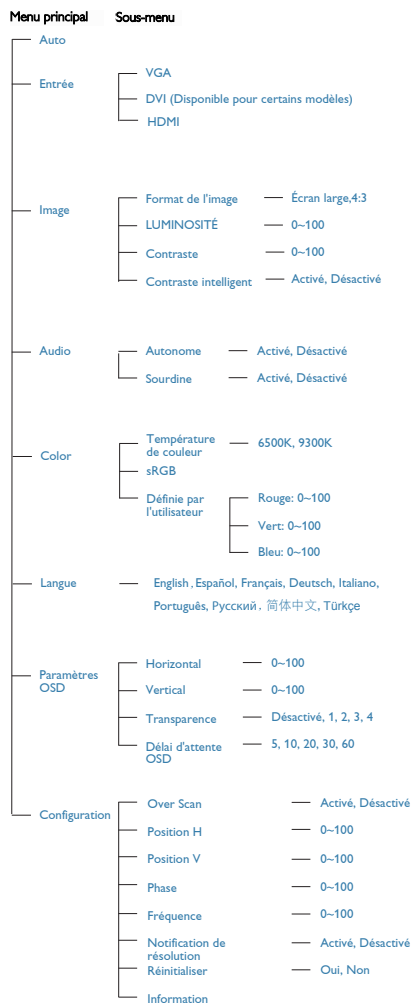 Menu principal Sous-menu
Auto
Entrée
VGA
DVI (Disponible pour certains modèles)
HDMI
Image
Format de l'image Écran large,4:3
LUMINOSITÉ 0~100
Contraste 0~100
Contraste intelligent Activé, Désactivé
Audio
Autonome Activé, Désactivé
Sourdine Activé, Désactivé
Color
Température
de couleur 6500K, 9300K
sRGB
Définie par
l'utilisateur
Rouge: 0~100
Vert: 0~100
Bleu: 0~100
Langue
English, Español, Français, Deutsch, Italiano,
Português, Русский, 简体中文, Türkçe
Paramètres
OSD
Horizontal 0~100
Vertical 0~100
Transparence Désactivé, 1, 2, 3, 4
Délai d'attente
OSD 5, 10, 20, 30, 60
Configuration
Over Scan Activé, Désactivé
Position H 0~100
Position V 0~100
Phase 0~100
Fréquence 0~100
Notification de
résolution Activé, Désactivé
Réinitialiser Oui, Non
Information